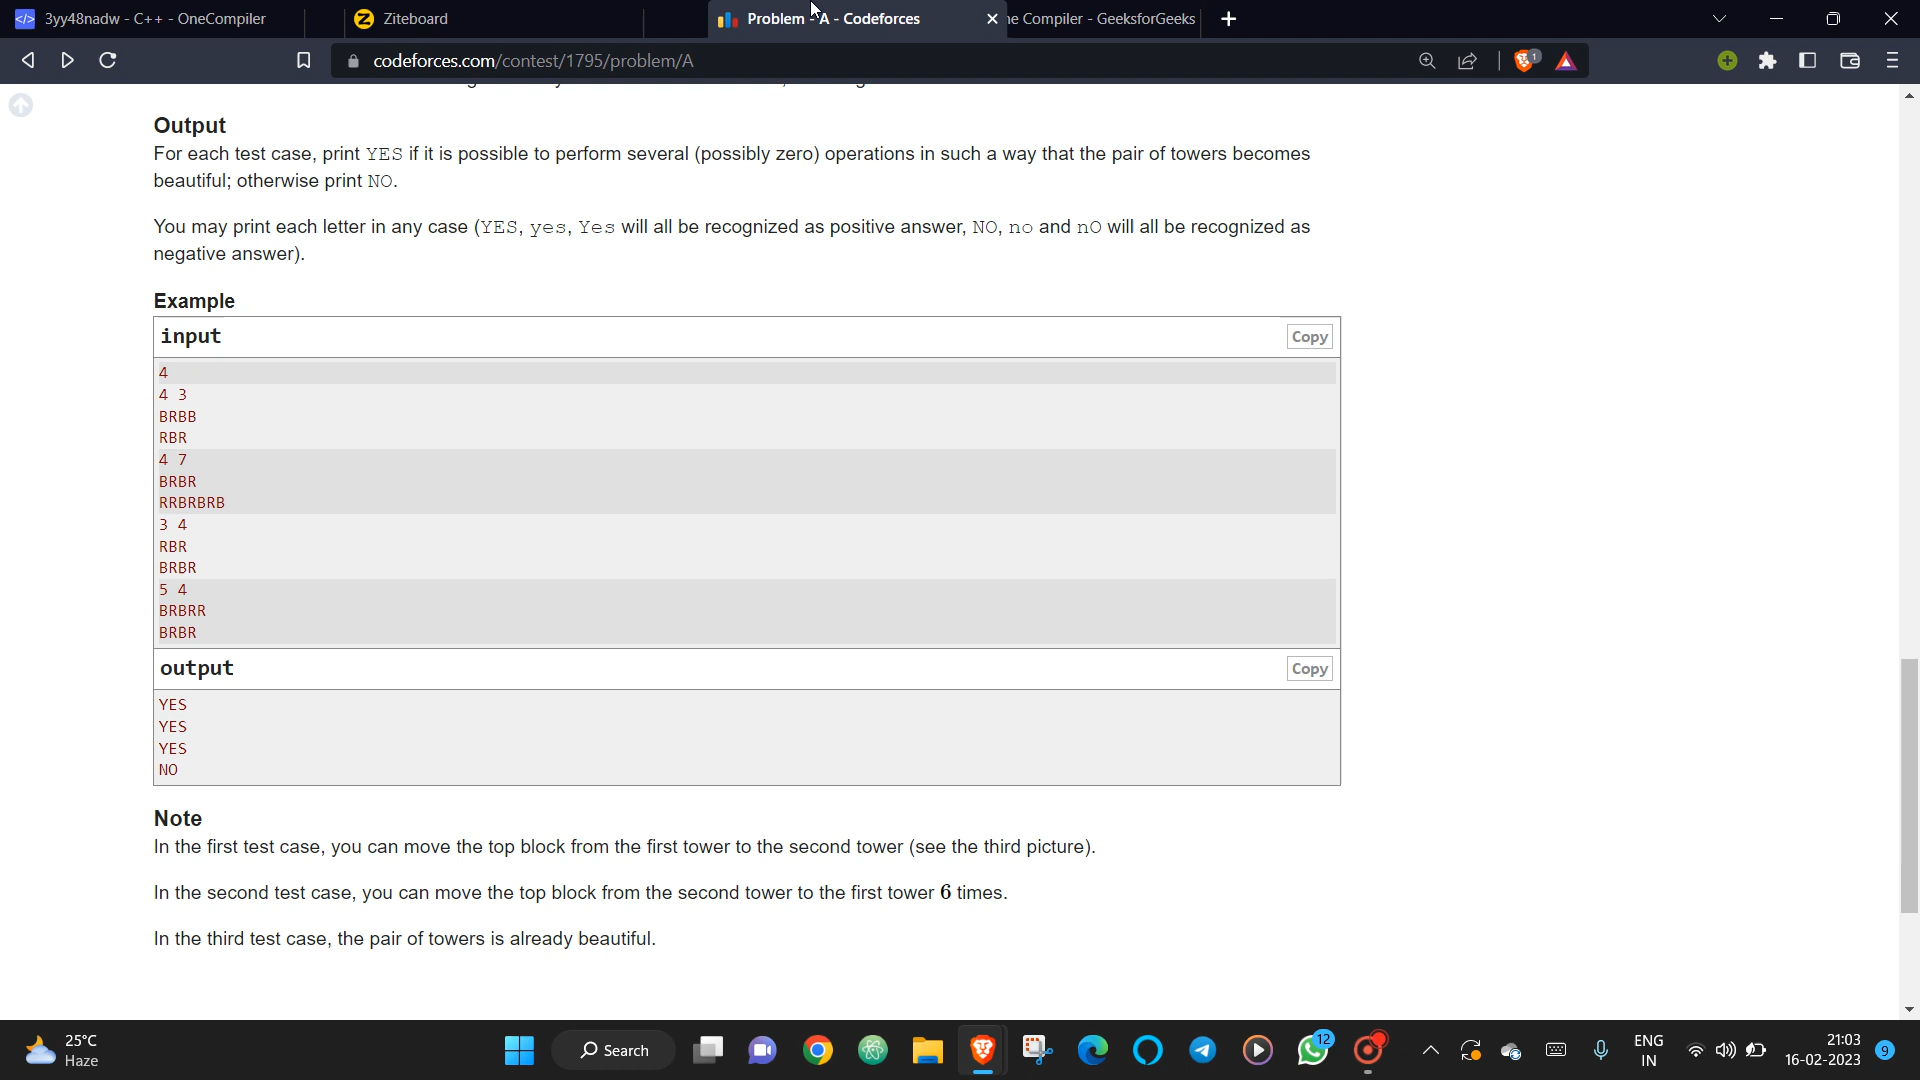 3yy48nadw - C++ - OneCompiler
Ziteboard
Problem - A - Codeforces
Compiler - GeeksforGeeks
codeforces.com/contest/1795/problem/A
1
Output
For each test case, print YES if it is possible to perform several (possibly zero) operations in such a way that the pair of towers becomes
beautiful; otherwise print NO.
You may print each letter in any case (YES, yes, Yes will all be recognized as positive answer, NO, no and nO will all be recognized as
negative answer).
Example
input
Copy
4
4 3
BRBB
RBR
4 7
BRBR
RRBRBRB
3 4
RBR
BRBR
5 4
BRBRR
BRBR
output
Copy
YES
YES
YES
NO
Note
In the first test case, you can move the top block from the first tower to the second tower (see the third picture).
In the second test case, you can move the top block from the second tower to the first tower 6 times.
In the third test case, the pair of towers is already beautiful.
25°C
Haze
Search
12
ENG
IN
21:03
16-02-2023
9